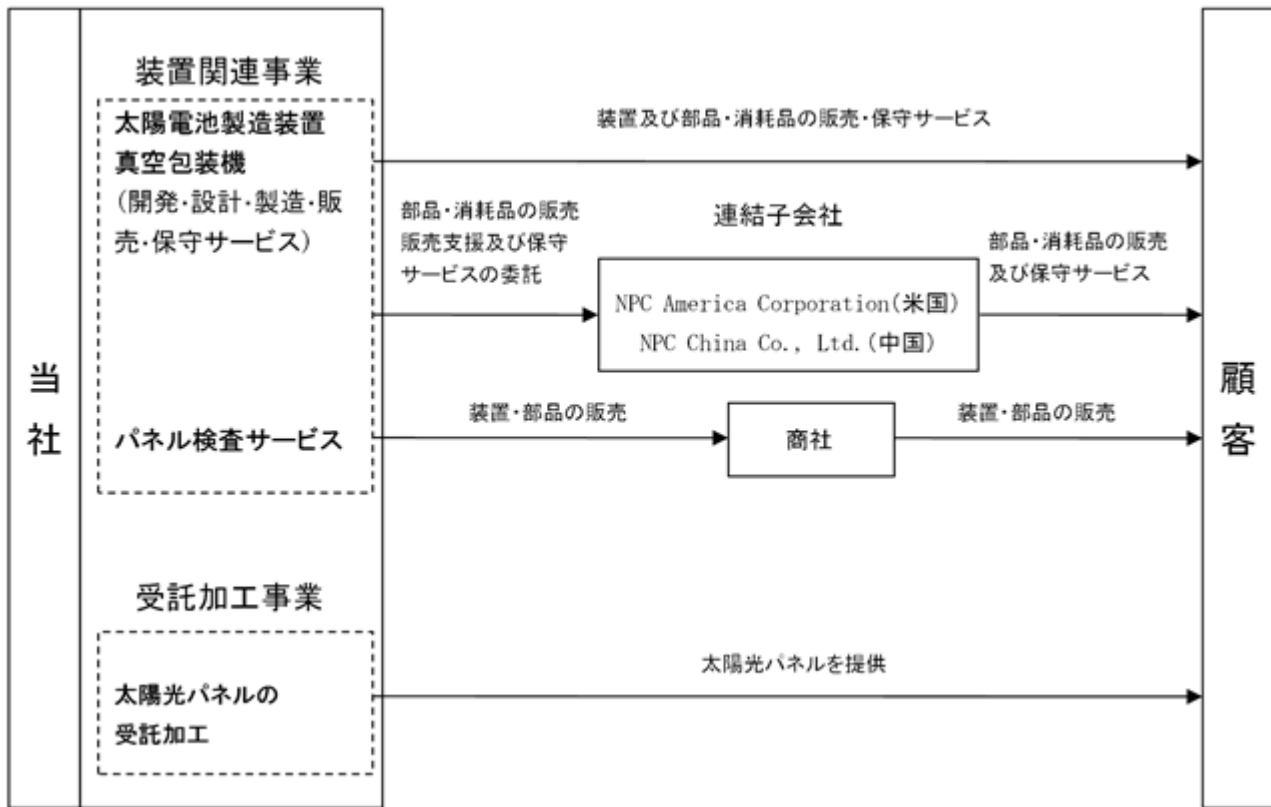 当社
装置関連事業
太陽電池製造装置
真空包装機
(開発・設計・製造・販
売・保守サービス)
パネル検査サービス
受託加工事業
太陽光パネルの
受託加工
装置及び部品・消耗品の販売・保守サービス
部品・消耗品の販売
販売支援及び保守
サービスの委託
連結子会社
NPC America Corporation(米国)
NPC China Co., Ltd.(中国)
部品・消耗品の販売
及び保守サービス
装置・部品の販売
商社
装置・部品の販売
太陽光パネルを提供
顧客